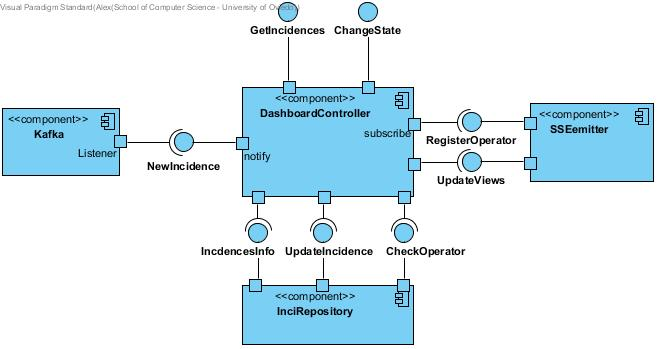 Visual Paradigm Standard(Alex(School of Computer Science - University of Oviedo))
GetIncidences
ChangeState
<<component>>
DashboardController
<<component>>
Kafka
Listener
NewIncidence
notify
subscribe
RegisterOperator
UpdateViews
<<component>>
SSEemitter
IncdencesInfo
UpdateIncidence
CheckOperator
<<component>>
InciRepository